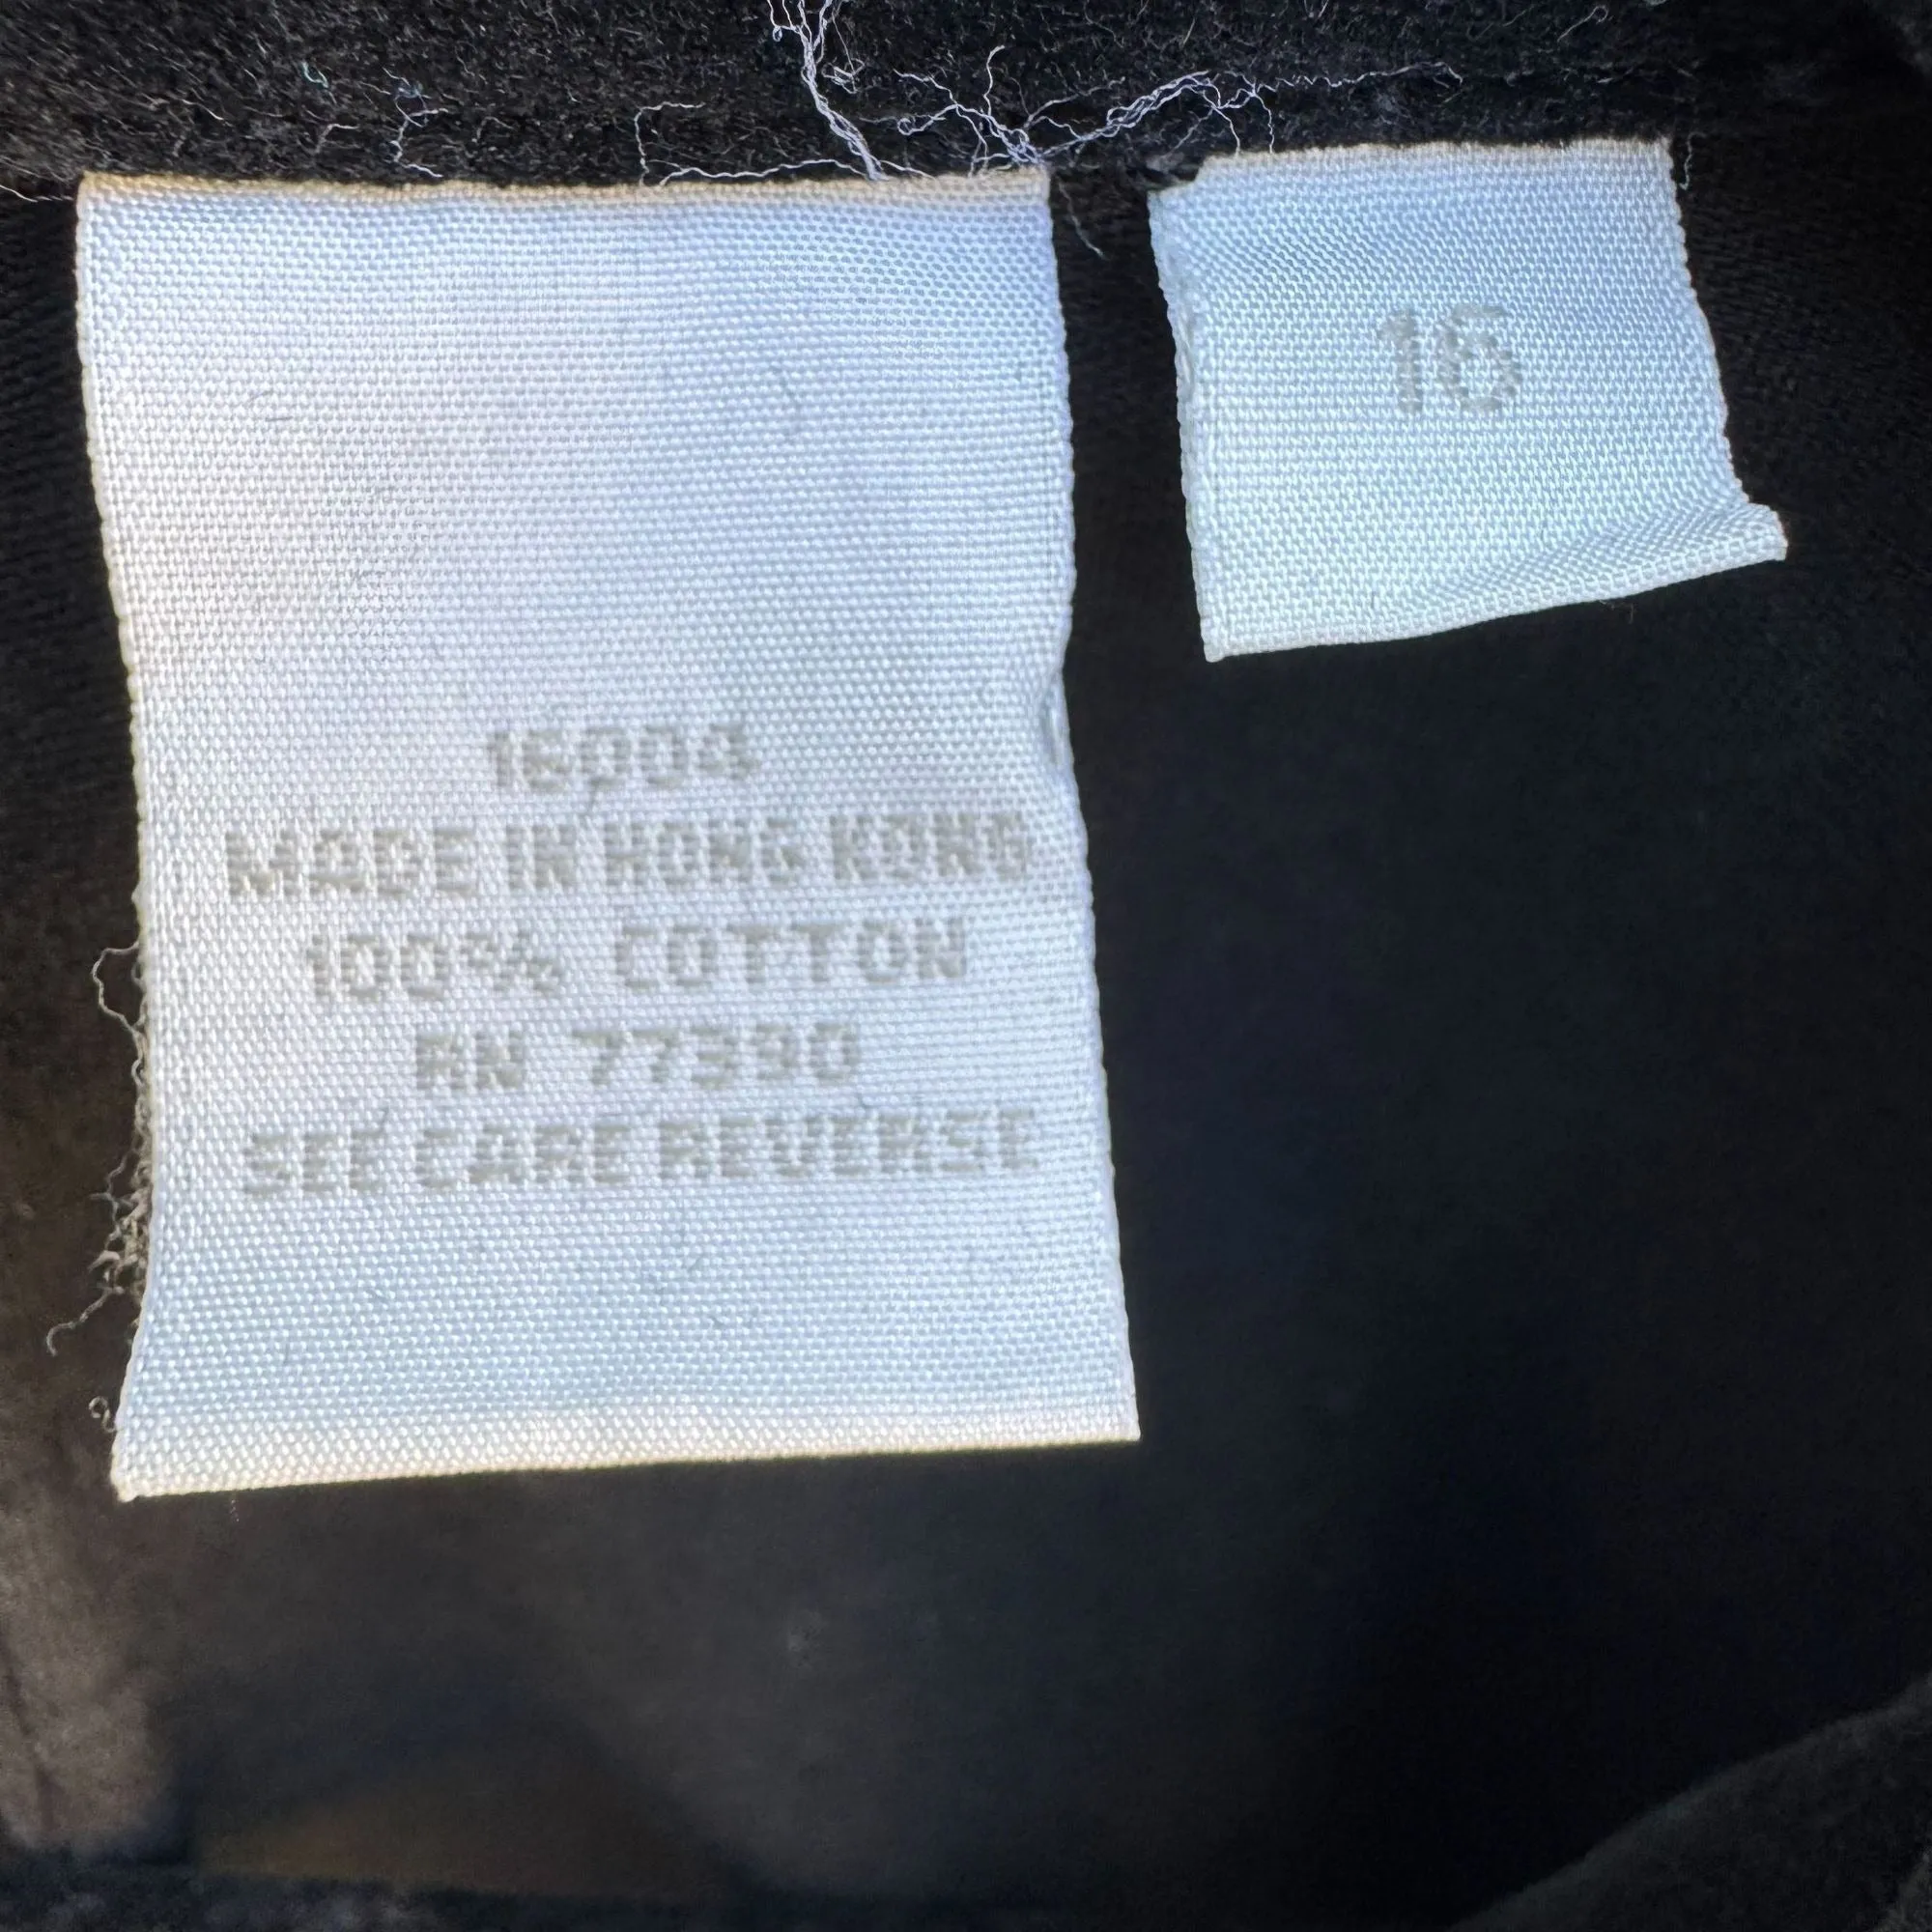 16004
MADE IN HONG KONG
100% COTTON
RN 77390
SEE CARE REVERSE
16